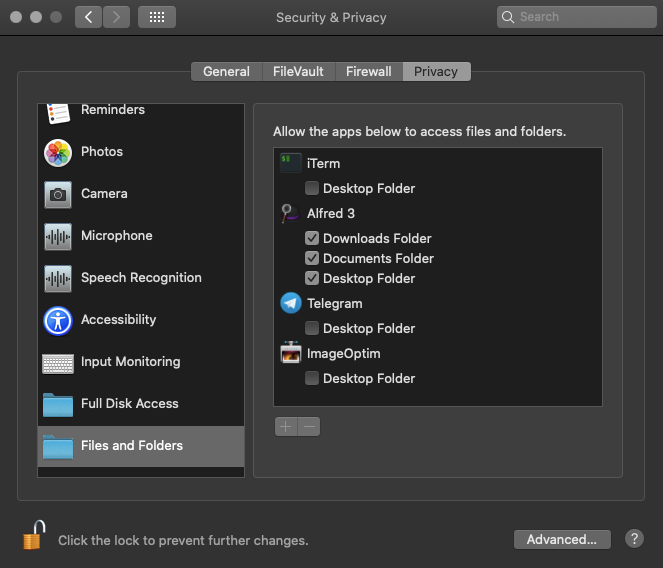 Security & Privacy
Search
General
FileVault
Firewall
Privacy
Reminders
Photos
Camera
Microphone
Speech Recognition
Accessibility
Input Monitoring
Full Disk Access
Files and Folders
Allow the apps below to access files and folders.
$
iTerm
Desktop Folder
Alfred 3
Downloads Folder
Documents Folder
Desktop Folder
Telegram
Desktop Folder
ImageOptim
Desktop Folder
+ −
Click the lock to prevent further changes.
Advanced...
?